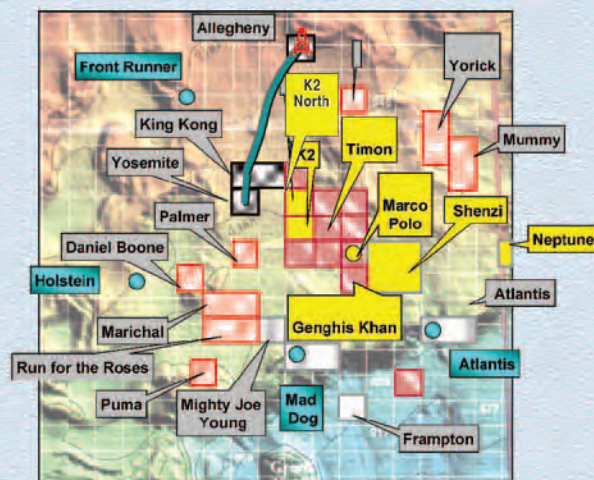 Allegheny
Front Runner
Yorick
K2
North
King Kong
Mummy
Timon
K2
Yosemite
Marco
Polo
Shenzi
Palmer
Neptune
Daniel Boone
Holstein
Atlantis
Genghis Khan
Marichal
Run for the Roses
Atlantis
Puma
Mighty Joe
Young
Mad
Dog
Frampton